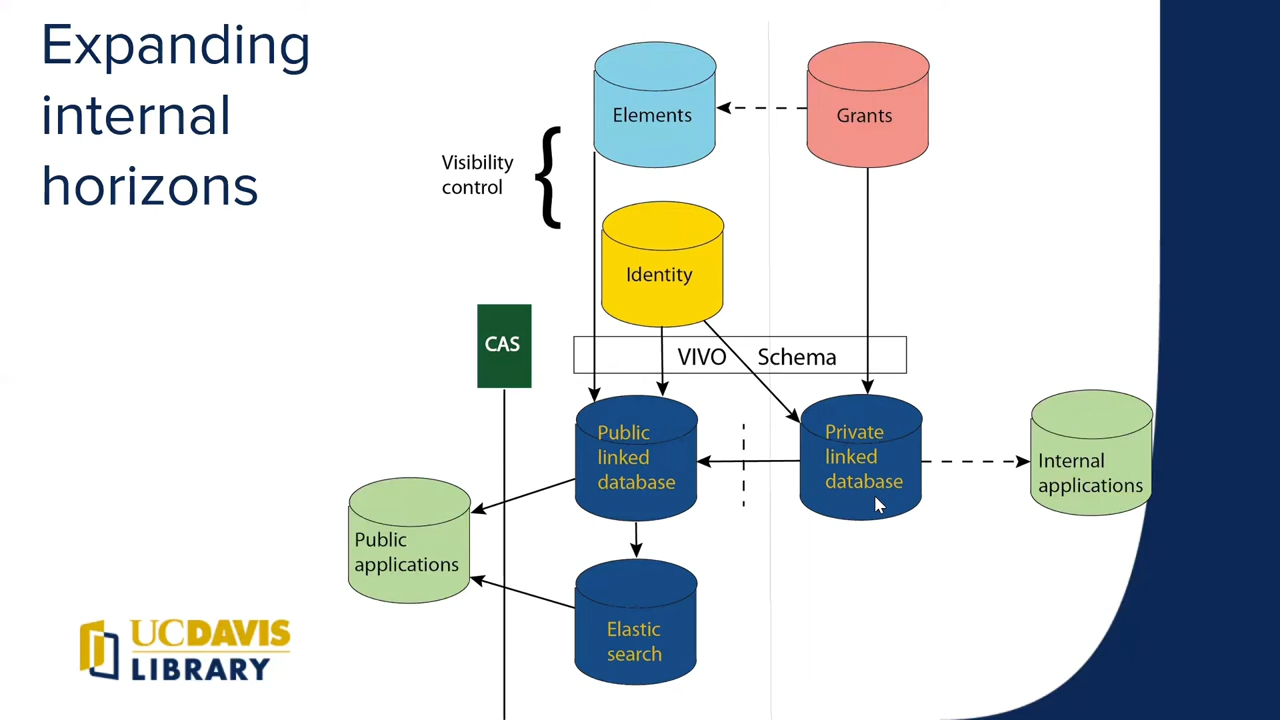 Expanding
internal
horizons
Elements
Grants
Visibility
control
{
Identity
CAS
VIVO Schema
Public
linked
database
Private
linked
database
Internal
applications
Public
applications
Elastic
search
UCDAVIS
LIBRARY